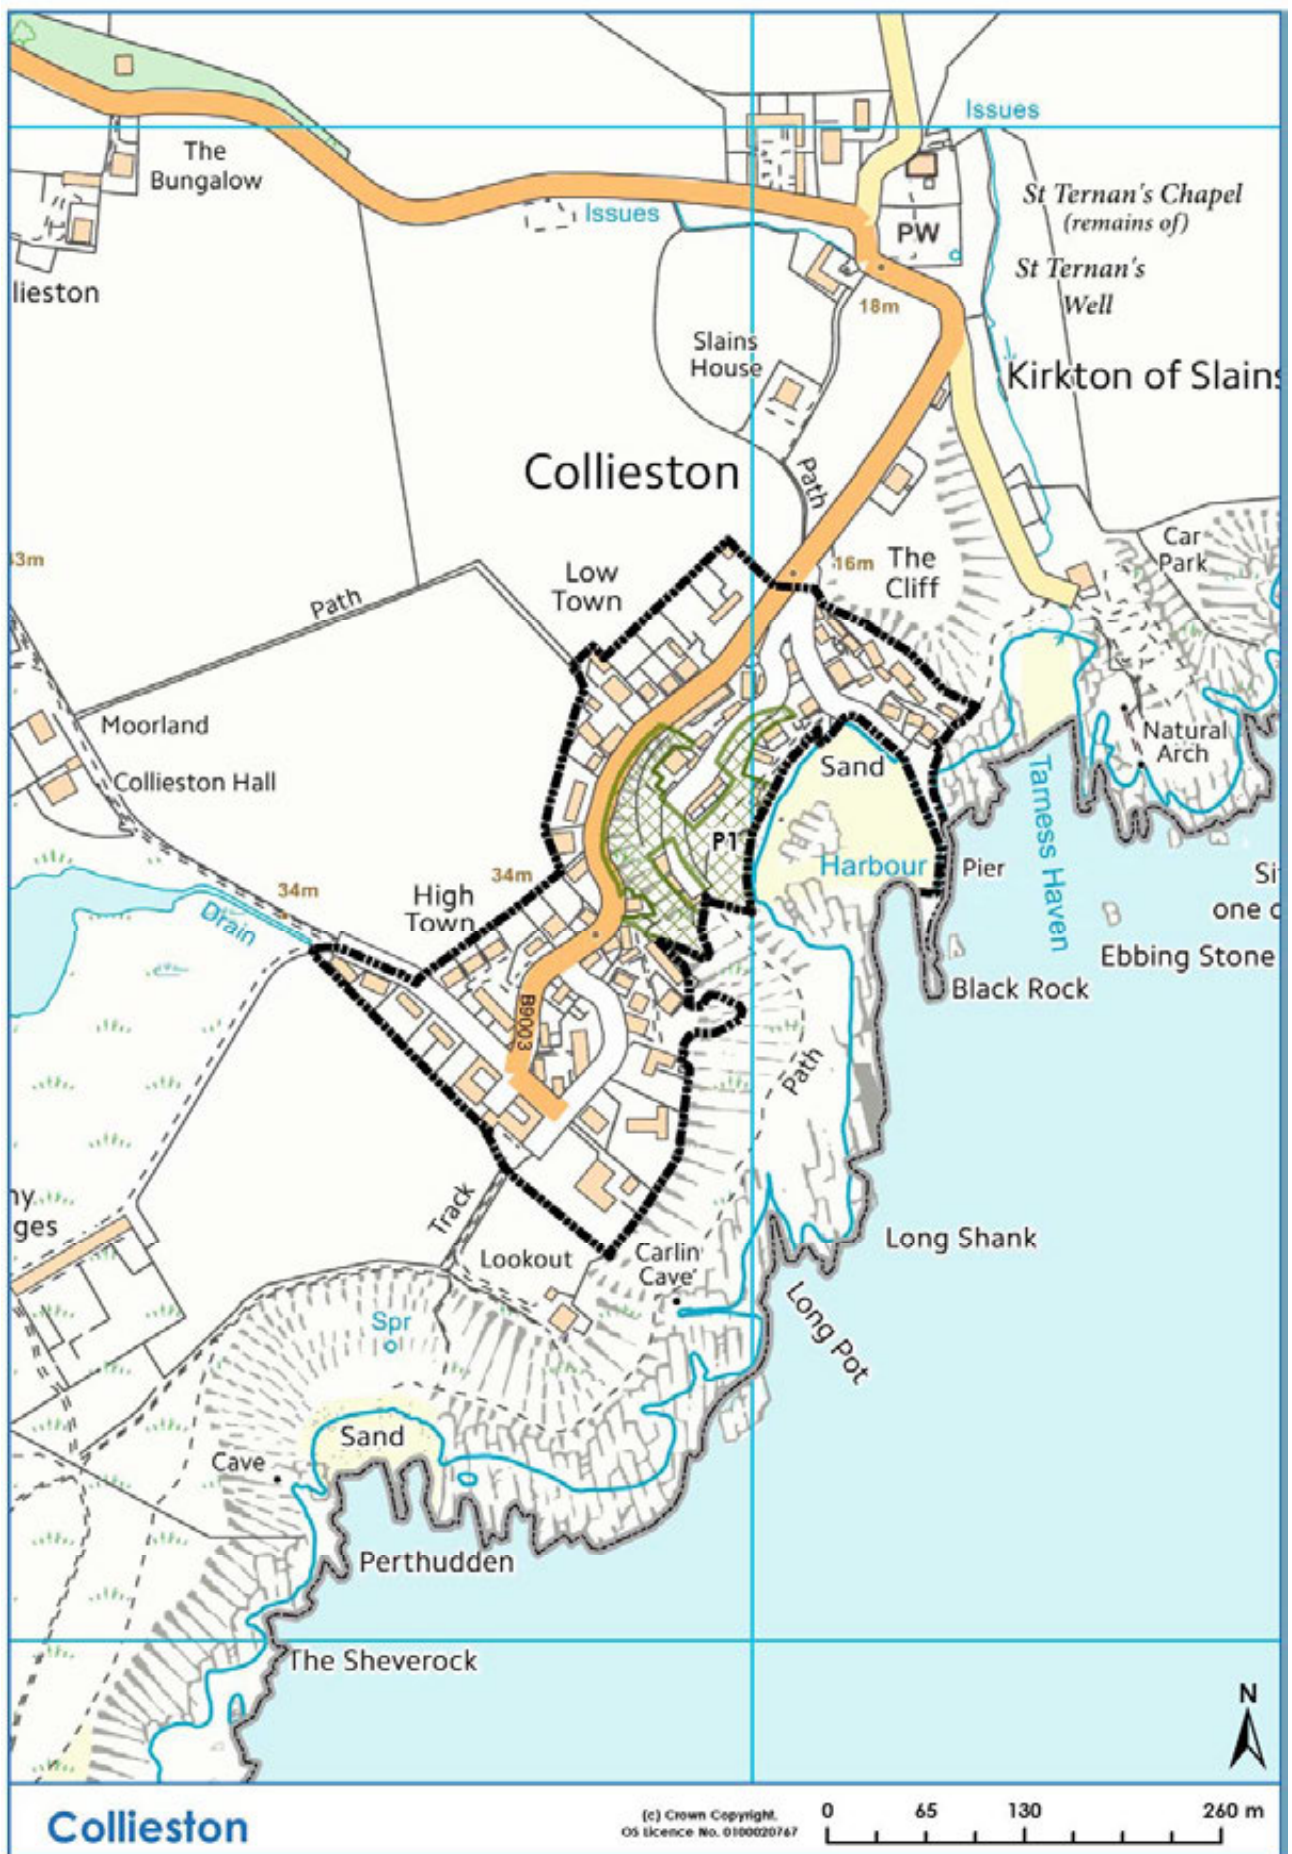 Issues
The
Bungalow
Issues
St Ternan's Chapel
(remains of)
PW
St Ternan's
Well
lieston
18m
Slains
House
Kirkton of Slains
Collieston
Path
Car
Park
The
Cliff
16m
Low
Town
Path
Moorland
Natural
Arch
Sand
Collieston Hall
Tarness Haven
P1
Harbour
Pier
34m
34m
High
Town
Drain
one o
Ebbing Stone
Black Rock
B9003
Path
ges
Track
Long Shank
Lookout
Carlin
Cave
Long Pot
Spr
Sand
Cave
Perthudden
The Sheverock
N
Collieston
(c) Crown Copyright.
OS Licence No. 0100020767
0 65 130 260 m